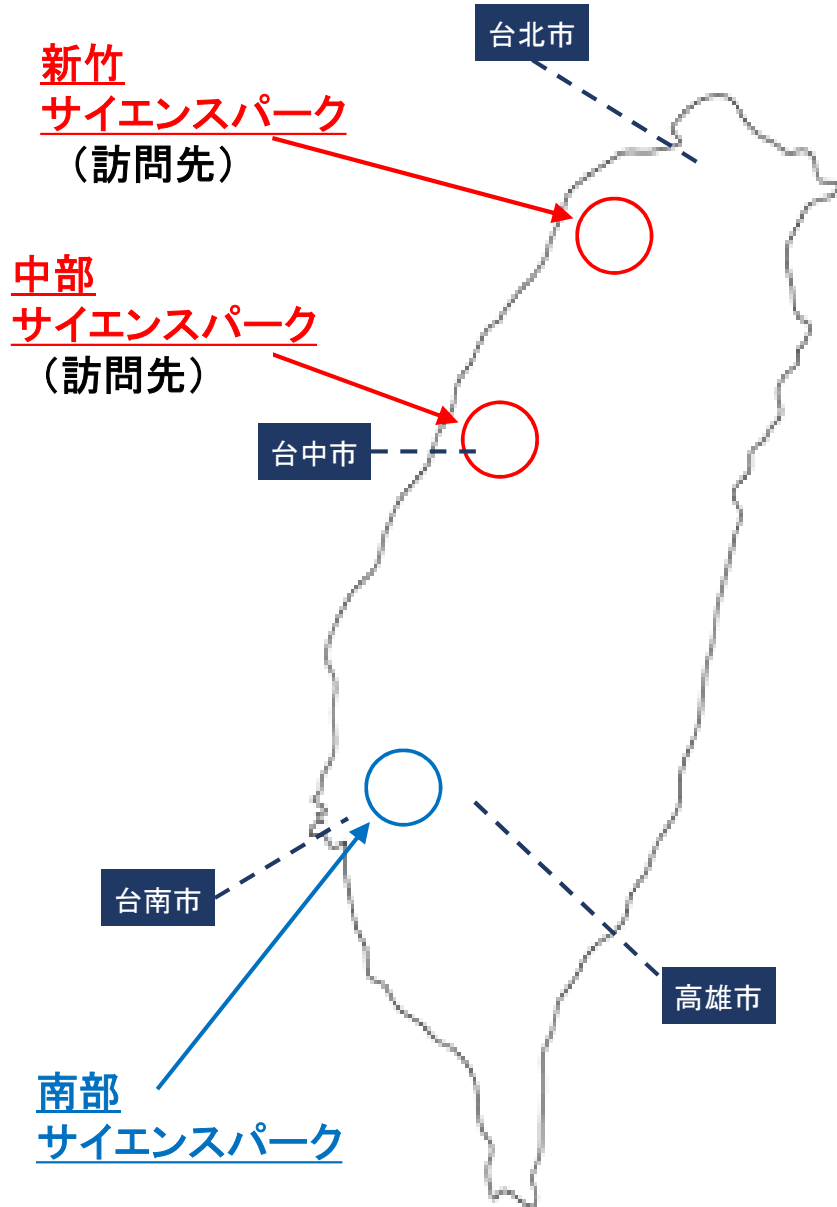 台北市
新竹
サイエンスパーク
（訪問先）
中部
サイエンスパーク
（訪問先）
台中市
台南市
高雄市
南部
サイエンスパーク